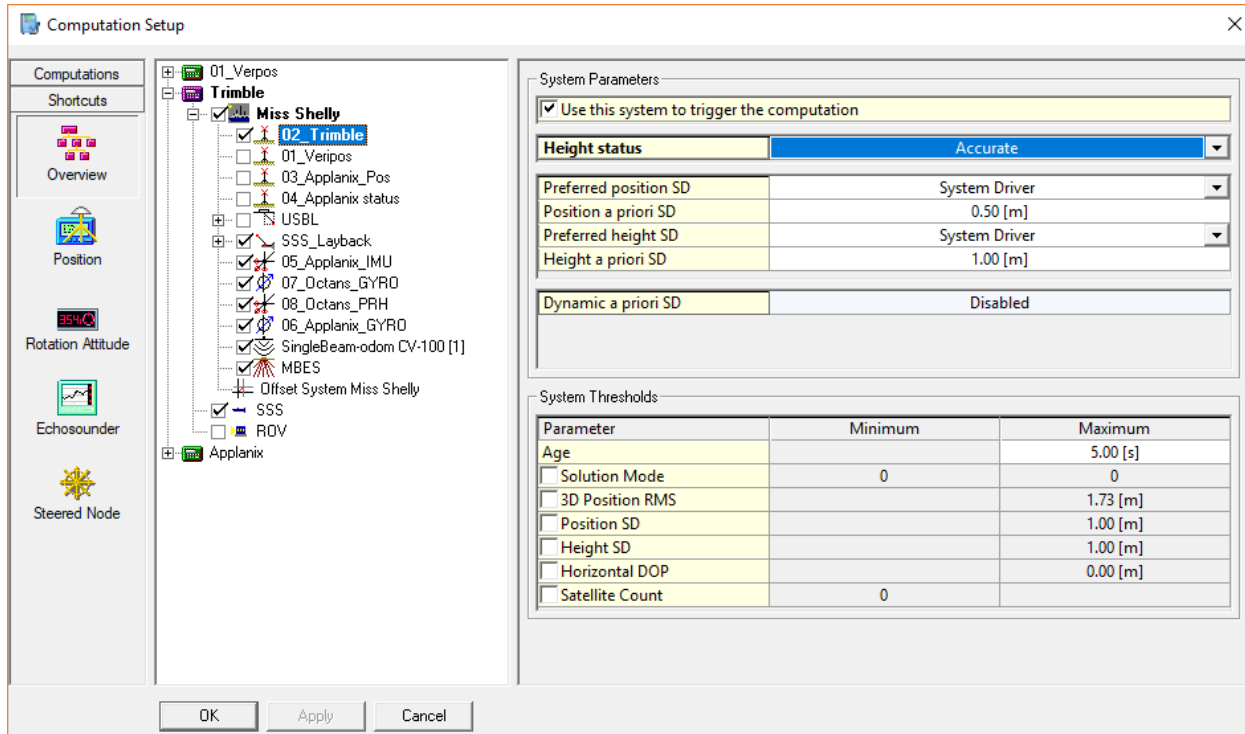 Computation Setup
Computations
Shortcuts
Overview
Position
Rotation Attitude
Echosounder
Steered Node
01_Verpos
Trimble
Miss Shelly
02_Trimble
01_Veripos
03_Applanix_Pos
04_Applanix status
USBL
SSS_Layback
05_Applanix_IMU
07_Octans_GYRO
08_Octans_PRH
06_Applanix_GYRO
SingleBeam-odom CV-100 [1]
MBES
Offset System Miss Shelly
SSS
ROV
Applanix
System Parameters
Use this system to trigger the computation
Height status Accurate
Preferred position SD System Driver
Position a priori SD 0.50 [m]
Preferred height SD System Driver
Height a priori SD 1.00 [m]
Dynamic a priori SD Disabled
System Thresholds
Parameter Minimum Maximum
Age 5.00 [s]
Solution Mode 0 0
3D Position RMS 1.73 [m]
Position SD 1.00 [m]
Height SD 1.00 [m]
Horizontal DOP 0.00 [m]
Satellite Count 0
OK Apply Cancel